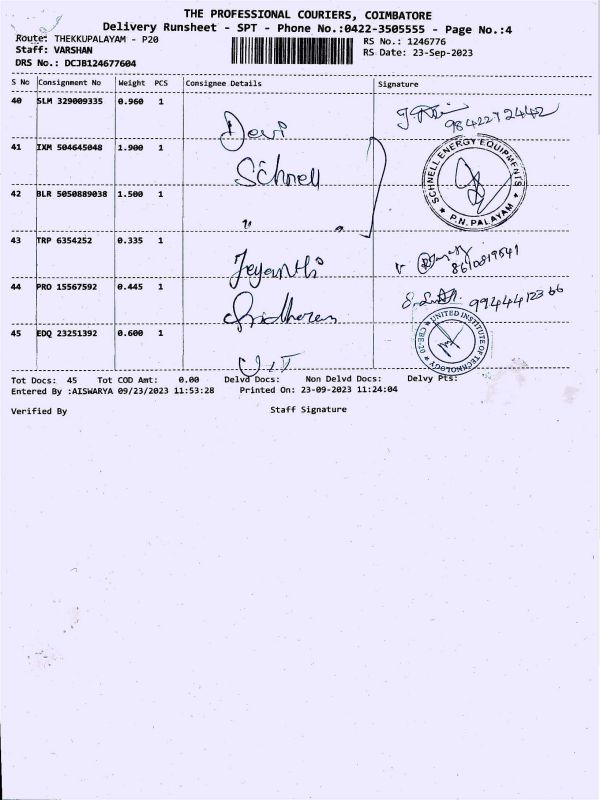 THE PROFESSIONAL COURIERS, COIMBATORE
Delivery Runsheet - SPT - Phone No.:0422-3505555 - Page No.:4
Route: THEKKUPALAYAM - P20
RS No.: 1246776
Staff: VARSHAN
RS Date: 23-Sep-2023
DRS No.: DCJB124677604
S No Consignment No Weight PCS Consignee Details Signature
40 SLM 329009335 0.960 1 Devi 9842272442
41 IXM 504645048 1.900 1 Schnell
SCHNELL ENERGY EQUIPMENTS
42 BLR 5050889038 1.500 1 " "
★ P.N. PALAYAM ★
43 TRP 6354252 0.335 1 Jeyanthi 8610819541
44 PRO 15567592 0.445 1 Sridharan
UNITED INSTITUTE OF TECHNOLOGY
★ CBE-20 ★
45 EDQ 23251392 0.600 1 U.I.T
Tot Docs: 45 Tot COD Amt: 0.00 Delvd Docs: Non Delvd Docs: Delvy Pts:
Entered By :AISWARYA 09/23/2023 11:53:28 Printed On: 23-09-2023 11:24:04
Verified By Staff Signature